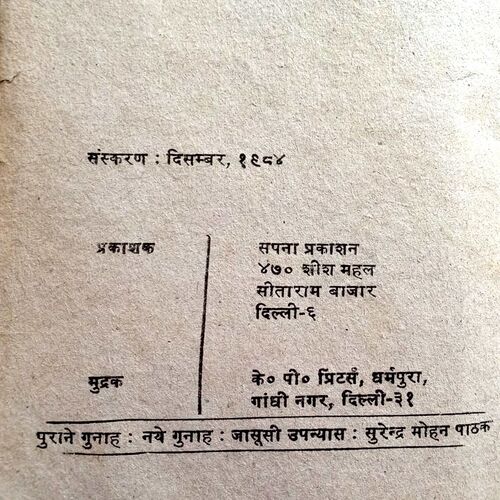 संस्करण : दिसम्बर, १९८४
प्रकाशक
सपना प्रकाशन
४७० शीश महल
सीताराम बाजार
दिल्ली-६
मुद्रक
के० पी० प्रिंटर्स, धर्मपुरा,
गांधी नगर, दिल्ली-३१
पुराने गुनाह : नये गुनाह : जासूसी उपन्यास : सुरेन्द्र मोहन पाठक